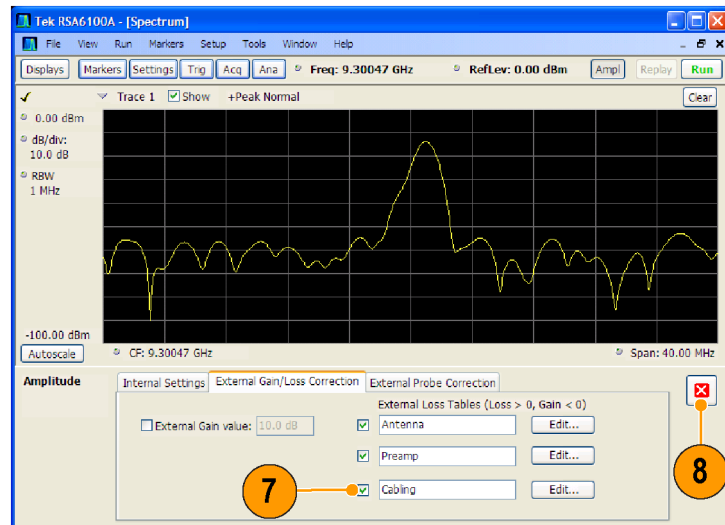 Tek RSA6100A - [Spectrum]
File View Run Markers Setup Tools Window Help
Displays Markers Settings Trig Acq Ana Freq: 9.30047 GHz RefLev: 0.00 dBm Ampl Replay Run
Trace 1 Show +Peak Normal Clear
0.00 dBm
dB/div:
10.0 dB
RBW
1 MHz
-100.00 dBm
Autoscale CF: 9.30047 GHz Span: 40.00 MHz
Amplitude Internal Settings External Gain/Loss Correction External Probe Correction
External Loss Tables (Loss > 0, Gain < 0)
External Gain value: 10.0 dB Antenna Edit...
Preamp Edit...
Cabling Edit...
7
8